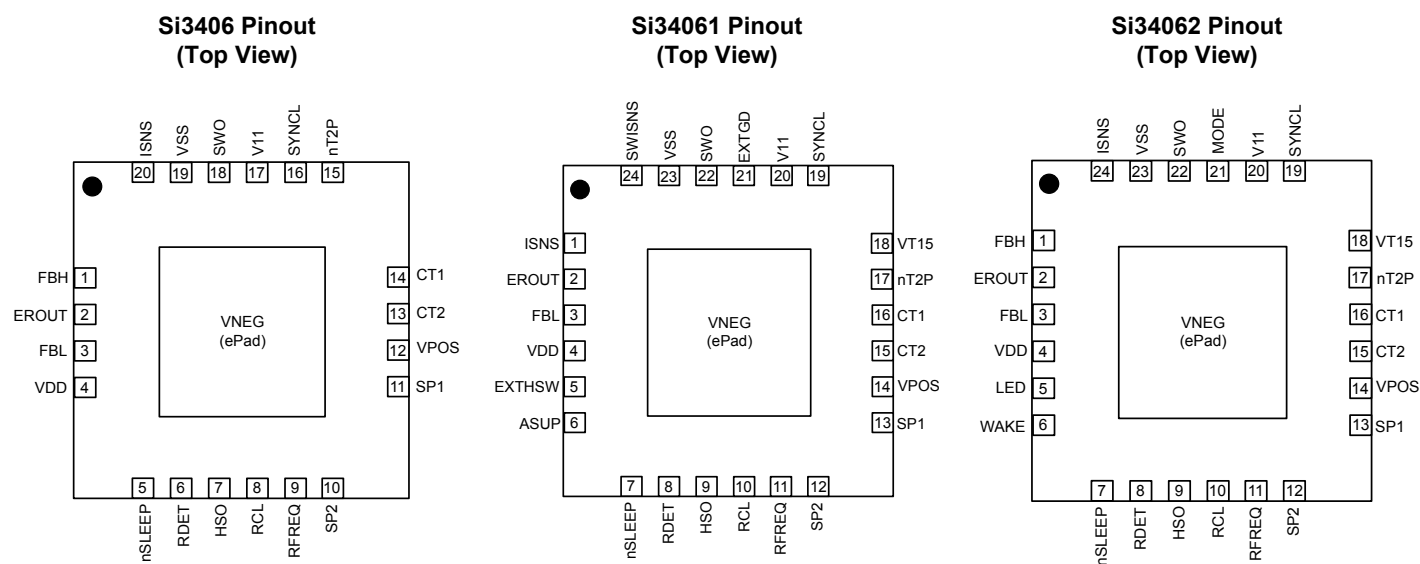 Si3406 Pinout
(Top View)
ISNS
VSS
SWO
V11
SYNCL
nT2P
20
19
18
17
16
15
FBH
1
EROUT
2
FBL
3
VDD
4
VNEG
(ePad)
14
CT1
13
CT2
12
VPOS
11
SP1
5
6
7
8
9
10
nSLEEP
RDET
HSO
RCL
RFREQ
SP2
Si34061 Pinout
(Top View)
SWISNS
VSS
SWO
EXTGD
V11
SYNCL
24
23
22
21
20
19
ISNS
1
EROUT
2
FBL
3
VDD
4
EXTHSW
5
ASUP
6
VNEG
(ePad)
18
VT15
17
nT2P
16
CT1
15
CT2
14
VPOS
13
SP1
7
8
9
10
11
12
nSLEEP
RDET
HSO
RCL
RFREQ
SP2
Si34062 Pinout
(Top View)
ISNS
VSS
SWO
MODE
V11
SYNCL
24
23
22
21
20
19
FBH
1
EROUT
2
FBL
3
VDD
4
LED
5
WAKE
6
VNEG
(ePad)
18
VT15
17
nT2P
16
CT1
15
CT2
14
VPOS
13
SP1
7
8
9
10
11
12
nSLEEP
RDET
HSO
RCL
RFREQ
SP2